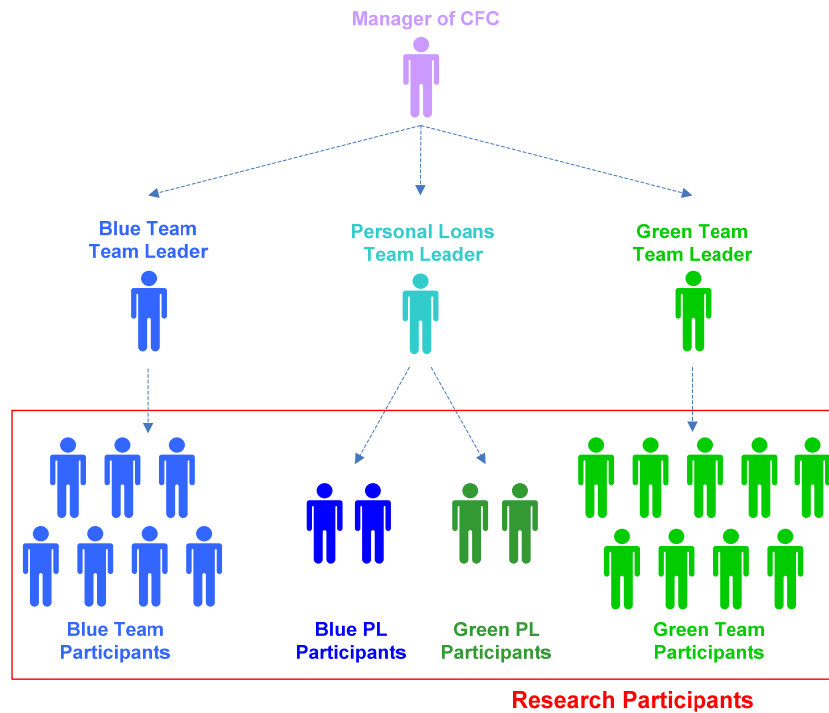 Manager of CFC
Blue Team
Team Leader
Personal Loans
Team Leader
Green Team
Team Leader
Blue Team
Participants
Blue PL
Participants
Green PL
Participants
Green Team
Participants
Research Participants